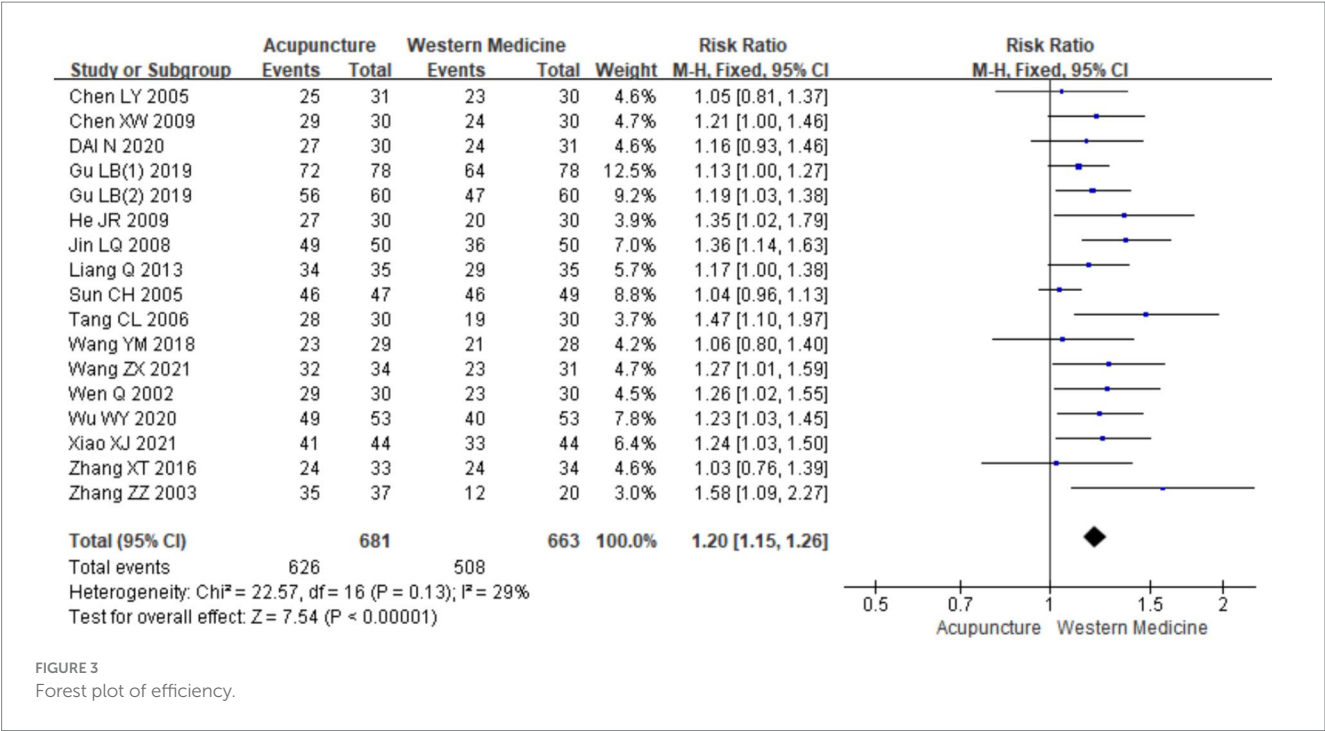 Acupuncture Western Medicine Risk Ratio Risk Ratio
Study or Subgroup Events Total Events Total Weight M-H, Fixed, 95% CI M-H, Fixed, 95% CI
Chen LY 2005 25 31 23 30 4.6% 1.05 [0.81, 1.37]
Chen XW 2009 29 30 24 30 4.7% 1.21 [1.00, 1.46]
DAI N 2020 27 30 24 31 4.6% 1.16 [0.93, 1.46]
Gu LB(1) 2019 72 78 64 78 12.5% 1.13 [1.00, 1.27]
Gu LB(2) 2019 56 60 47 60 9.2% 1.19 [1.03, 1.38]
He JR 2009 27 30 20 30 3.9% 1.35 [1.02, 1.79]
Jin LQ 2008 49 50 36 50 7.0% 1.36 [1.14, 1.63]
Liang Q 2013 34 35 29 35 5.7% 1.17 [1.00, 1.38]
Sun CH 2005 46 47 46 49 8.8% 1.04 [0.96, 1.13]
Tang CL 2006 28 30 19 30 3.7% 1.47 [1.10, 1.97]
Wang YM 2018 23 29 21 28 4.2% 1.06 [0.80, 1.40]
Wang ZX 2021 32 34 23 31 4.7% 1.27 [1.01, 1.59]
Wen Q 2002 29 30 23 30 4.5% 1.26 [1.02, 1.55]
Wu WY 2020 49 53 40 53 7.8% 1.23 [1.03, 1.45]
Xiao XJ 2021 41 44 33 44 6.4% 1.24 [1.03, 1.50]
Zhang XT 2016 24 33 24 34 4.6% 1.03 [0.76, 1.39]
Zhang ZZ 2003 35 37 12 20 3.0% 1.58 [1.09, 2.27]
Total (95% CI) 681 663 100.0% 1.20 [1.15, 1.26]
Total events 626 508
Heterogeneity: Chi² = 22.57, df = 16 (P = 0.13); I² = 29%
Test for overall effect: Z = 7.54 (P < 0.00001)
0.5 0.7 1 1.5 2
Acupuncture Western Medicine
FIGURE 3
Forest plot of efficiency.